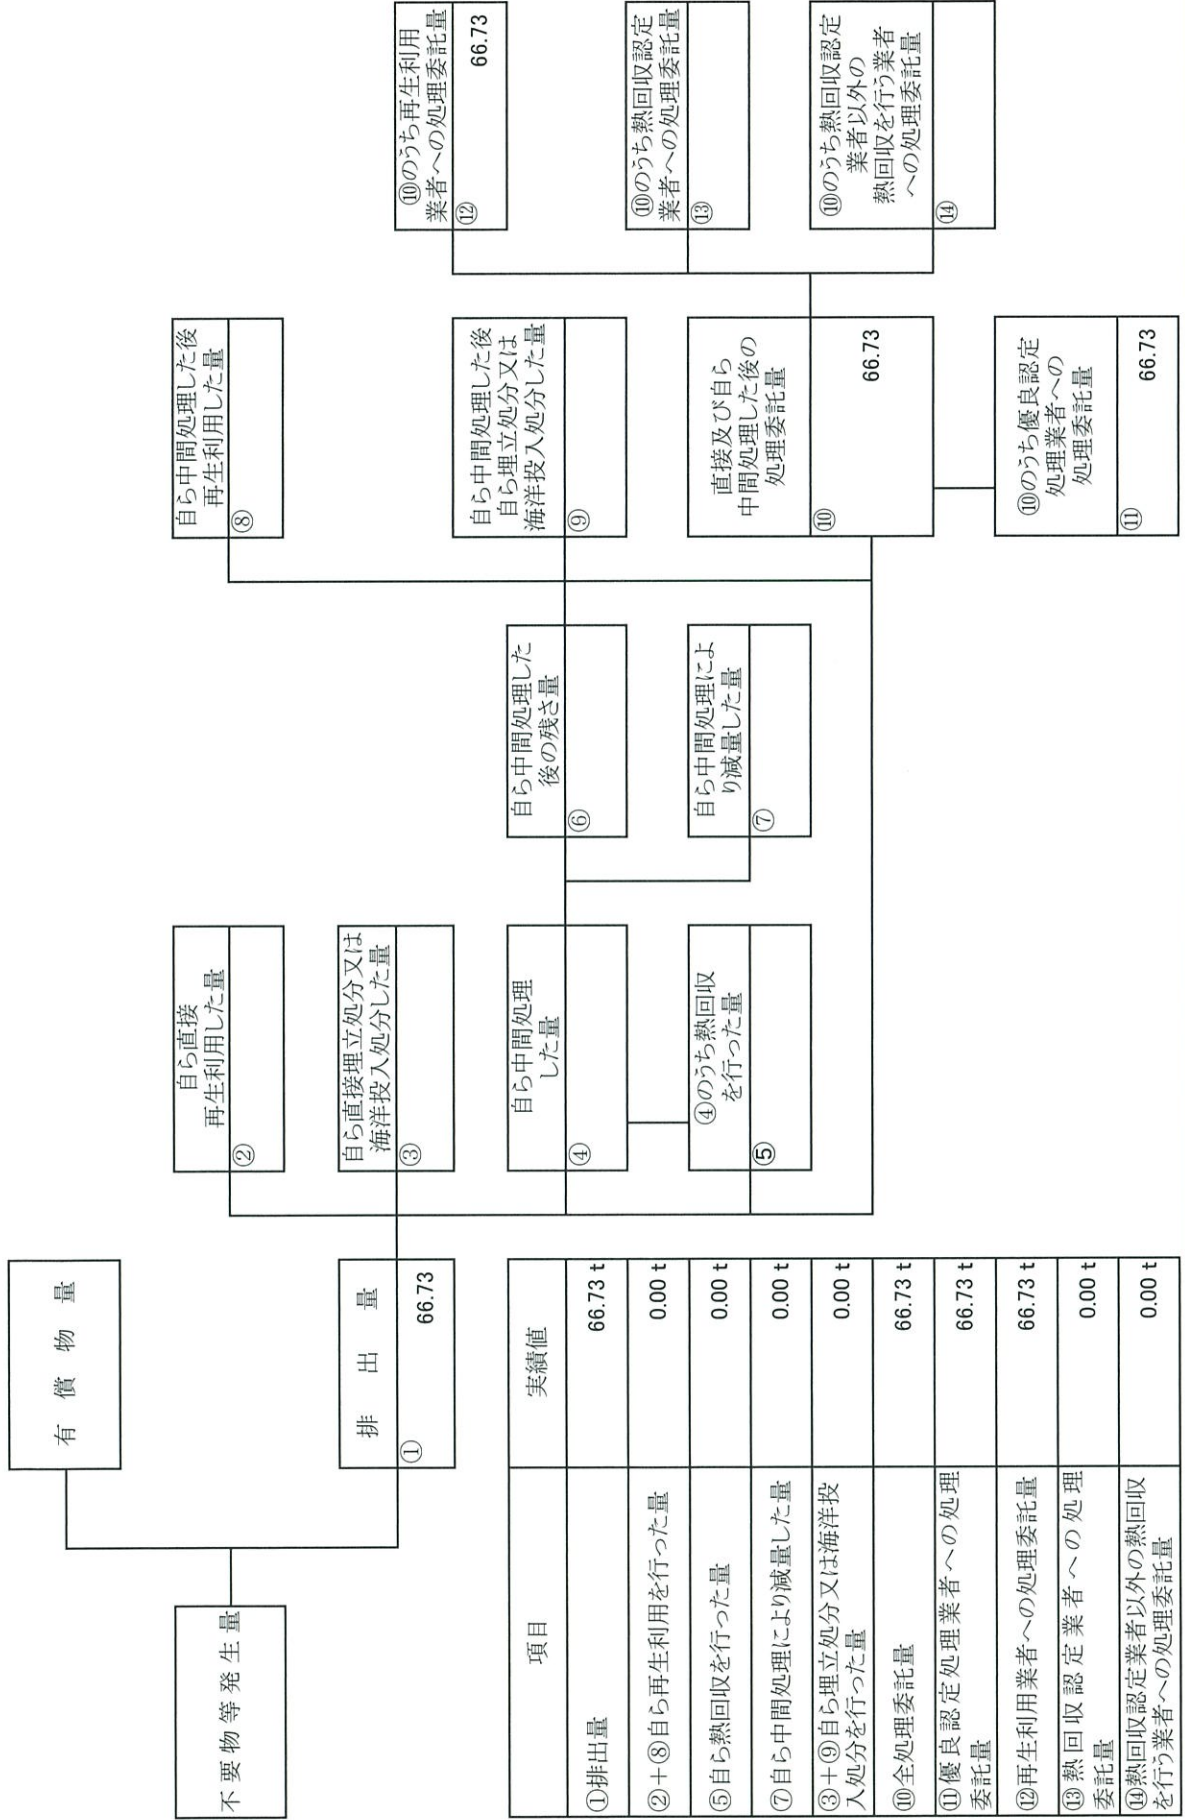 不要物等発生量
有償物量
排出量
① 66.73
自ら直接
再生利用した量
②
自ら直接埋立処分又は
海洋投入処分した量
③
自ら中間処理
した量
④
④のうち熱回収
を行った量
⑤
自ら中間処理した
後の残さ量
⑥
自ら中間処理によ
り減量した量
⑦
自ら中間処理した後
再生利用した量
⑧
自ら中間処理した後
自ら埋立処分又は
海洋投入処分した量
⑨
直接及び自ら
中間処理した後の
処理委託量
⑩ 66.73
⑩のうち優良認定
処理業者への
処理委託量
⑪ 66.73
⑩のうち再生利用
業者への処理委託量
⑫ 66.73
⑩のうち熱回収認定
業者への処理委託量
⑬
⑩のうち熱回収認定
業者以外の
熱回収を行う業者
への処理委託量
⑭
項目 実績値
①排出量 66.73 t
②+⑧自ら再生利用を行った量 0.00 t
⑤自ら熱回収を行った量 0.00 t
⑦自ら中間処理により減量した量 0.00 t
③+⑨自ら埋立処分又は海洋投
入処分を行った量 0.00 t
⑩全処理委託量 66.73 t
⑪優良認定処理業者への処理
委託量 66.73 t
⑫再生利用業者への処理委託量 66.73 t
⑬熱回収認定業者への処理
委託量 0.00 t
⑭熱回収認定業者以外の熱回収
を行う業者への処理委託量 0.00 t